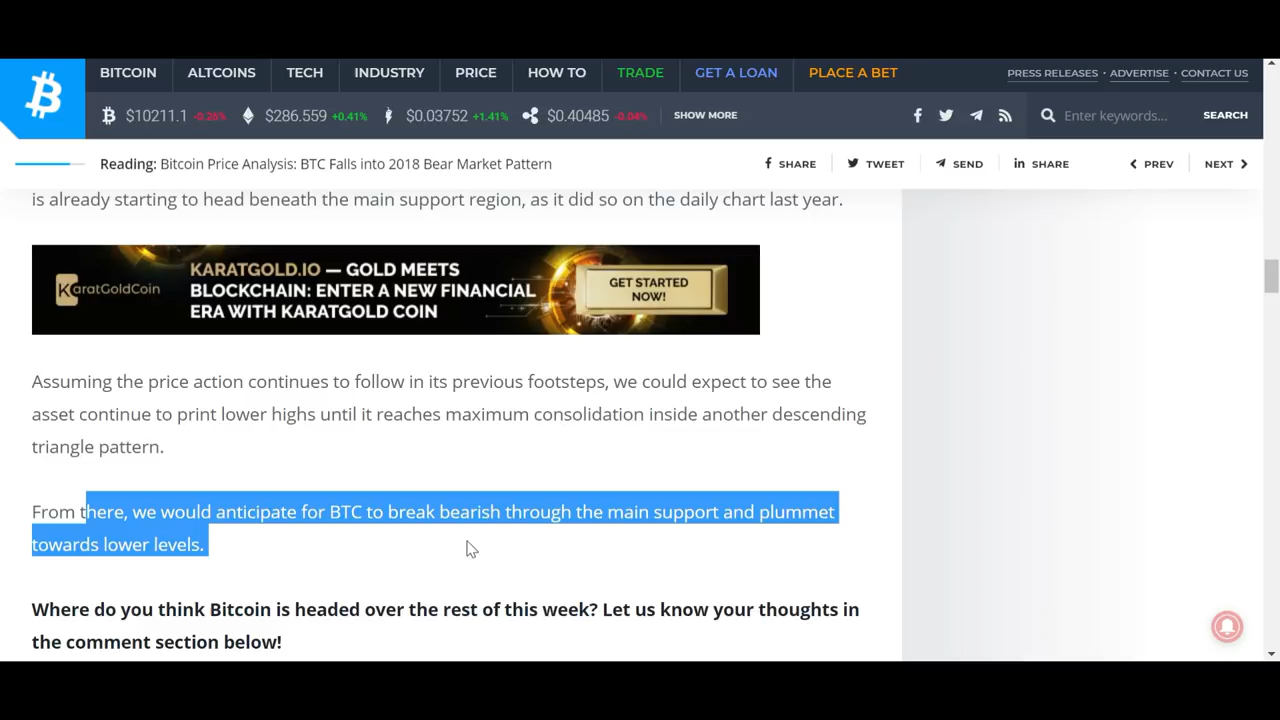 BITCOIN ALTCOINS TECH INDUSTRY PRICE HOW TO TRADE GET A LOAN PLACE A BET PRESS RELEASES · ADVERTISE · CONTACT US
$10211.1 -0.26% $286.559 +0.41% $0.03752 +1.41% $0.40485 -0.04% SHOW MORE Enter keywords... SEARCH
Reading: Bitcoin Price Analysis: BTC Falls into 2018 Bear Market Pattern SHARE TWEET SEND SHARE PREV NEXT
is already starting to head beneath the main support region, as it did so on the daily chart last year.
KARATGOLD.IO — GOLD MEETS
BLOCKCHAIN: ENTER A NEW FINANCIAL
ERA WITH KARATGOLD COIN
KaratGoldCoin
GET STARTED
NOW!
Assuming the price action continues to follow in its previous footsteps, we could expect to see the
asset continue to print lower highs until it reaches maximum consolidation inside another descending
triangle pattern.
From there, we would anticipate for BTC to break bearish through the main support and plummet
towards lower levels.
Where do you think Bitcoin is headed over the rest of this week? Let us know your thoughts in
the comment section below!